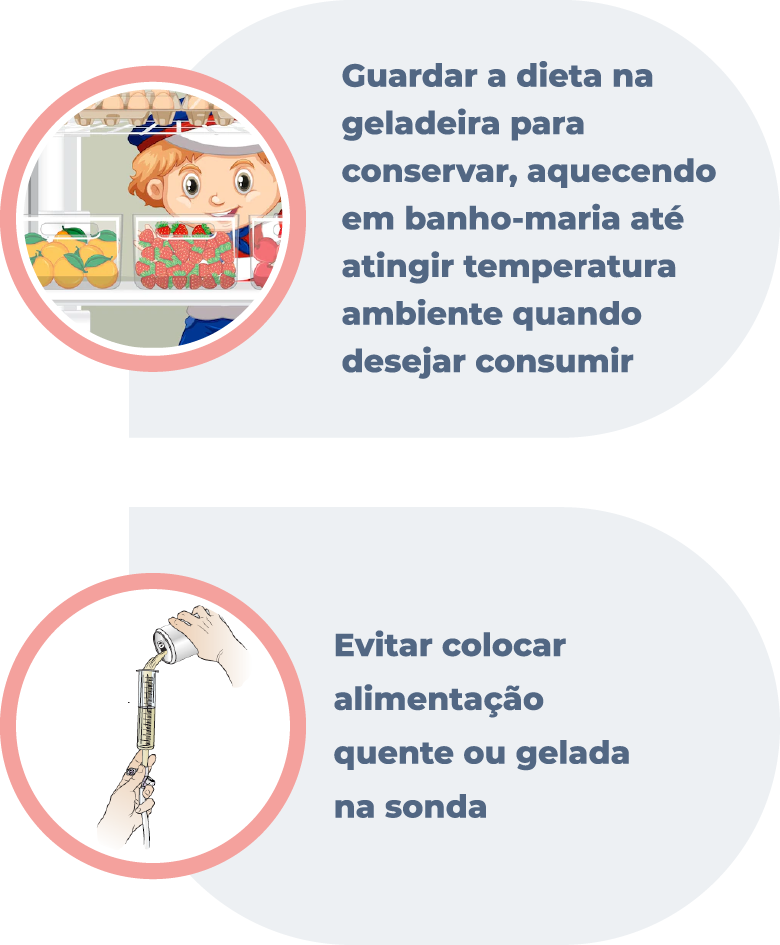 Guardar a dieta na
geladeira para
conservar, aquecendo
em banho-maria até
atingir temperatura
ambiente quando
desejar consumir
Evitar colocar
alimentação
quente ou gelada
na sonda